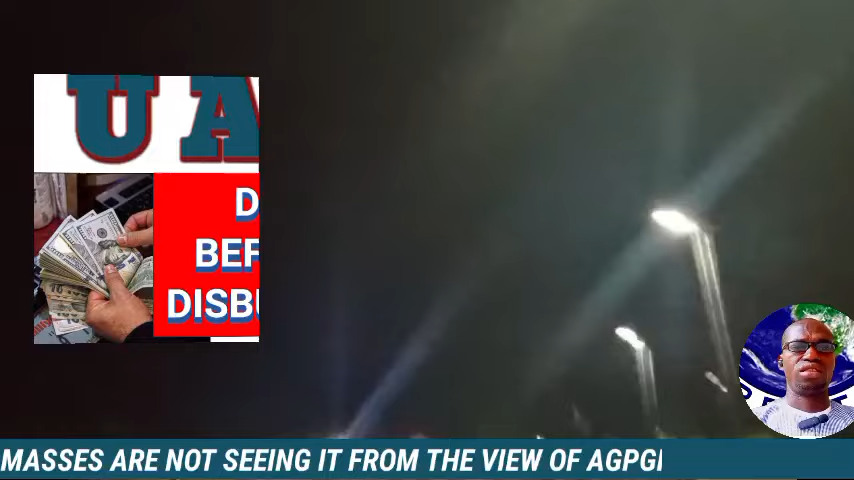 U A
D
BEF
DISBU
MASSES ARE NOT SEEING IT FROM THE VIEW OF AGPGI